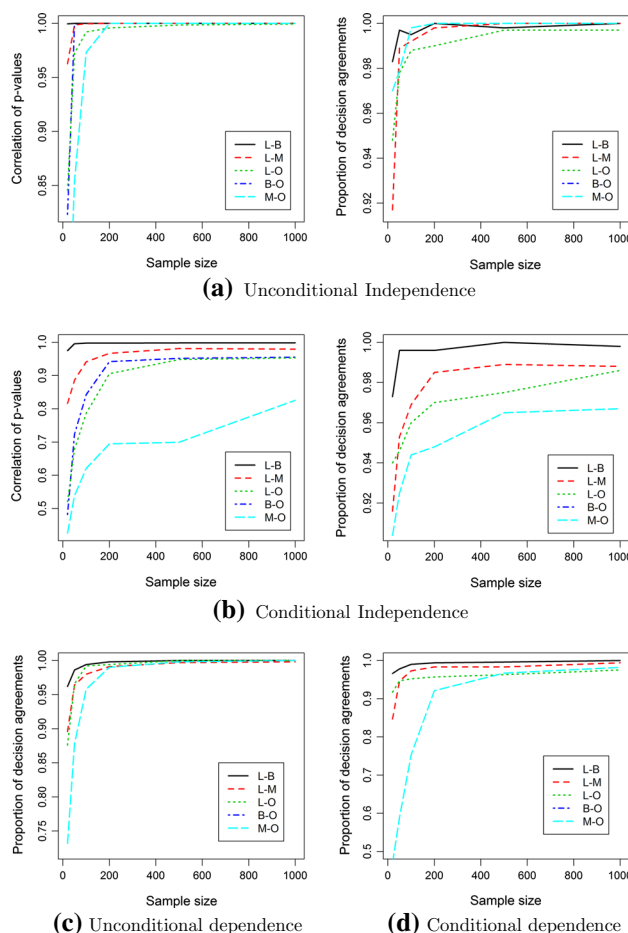 Correlation of p-values
0.85
0.90
0.95
1.00
0
200
400
600
800
1000
Sample size
L-B
L-M
L-O
B-O
M-O
Proportion of decision agreements
0.92
0.94
0.96
0.98
1.00
0
200
400
600
800
1000
Sample size
L-B
L-M
L-O
B-O
M-O
(a) Unconditional Independence
Correlation of p-values
0.5
0.6
0.7
0.8
0.9
1.0
0
200
400
600
800
1000
Sample size
L-B
L-M
L-O
B-O
M-O
Proportion of decision agreements
0.92
0.94
0.96
0.98
1.00
0
200
400
600
800
1000
Sample size
L-B
L-M
L-O
B-O
M-O
(b) Conditional Independence
Proportion of decision agreements
0.75
0.80
0.85
0.90
0.95
1.00
0
200
400
600
800
1000
Sample size
L-B
L-M
L-O
B-O
M-O
Proportion of decision agreements
0.5
0.6
0.7
0.8
0.9
1.0
0
200
400
600
800
1000
Sample size
L-B
L-M
L-O
B-O
M-O
(c) Unconditional dependence
(d) Conditional dependence